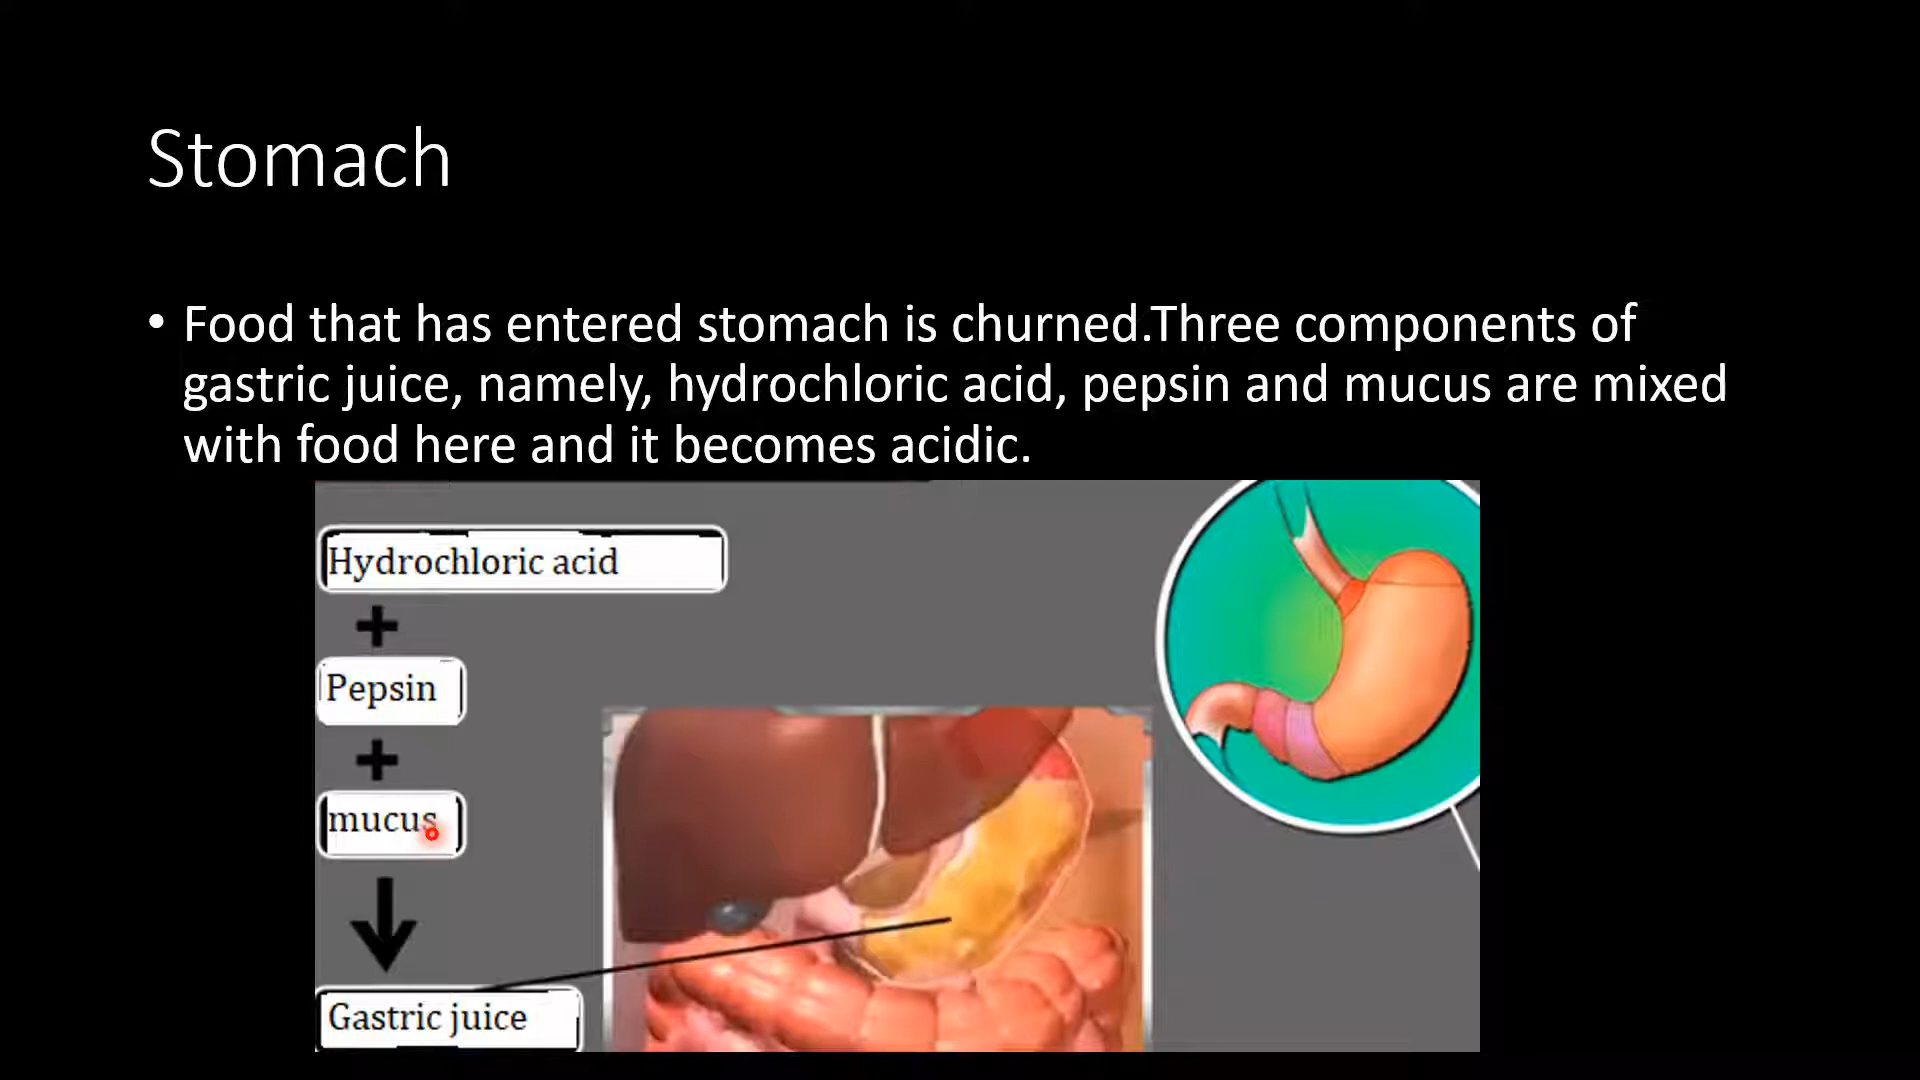 Stomach
• Food that has entered stomach is churned.Three components of
gastric juice, namely, hydrochloric acid, pepsin and mucus are mixed
with food here and it becomes acidic.
Hydrochloric acid
+
Pepsin
+
mucus
Gastric juice